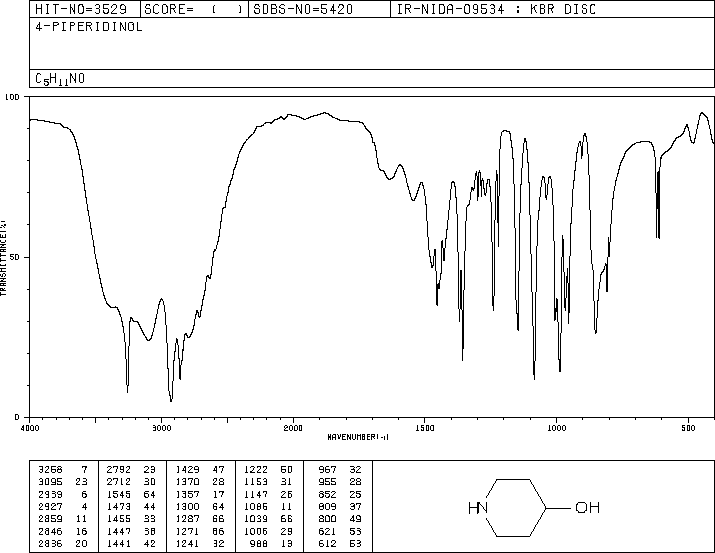 HIT-NO=3529 SCORE= ( ) SDBS-NO=5420 IR-NIDA-09534 : KBR DISC
4-PIPERIDINOL
C5H11NO
100
50
0
TRANSMITTANCE(%)
4000 3000 2000 1500 1000 500
WAVENUMBER(-1)
3268 7 2792 29 1429 47 1222 50 967 32
3095 23 2712 30 1370 28 1153 31 955 28
2939 6 1545 64 1357 17 1147 26 852 25
2927 4 1473 44 1300 64 1086 11 809 37
2859 11 1455 33 1287 66 1039 66 800 49
2846 16 1447 38 1271 66 1006 29 621 53
2836 20 1441 42 1241 32 988 13 612 53
HN
OH